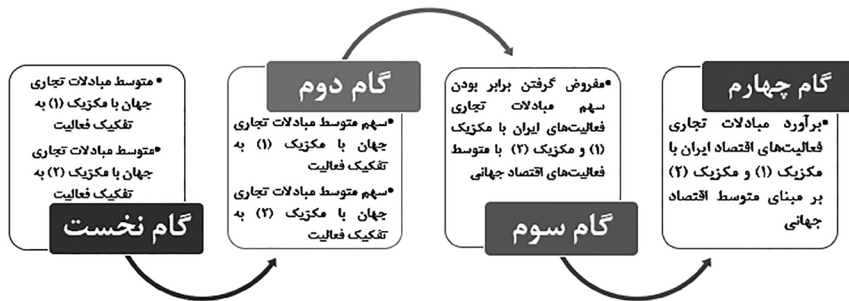 •متوسط مبادلات تجاری
جهان با مکزیک (۱) به
تفکیک فعالیت
•متوسط مبادلات تجاری
جهان با مکزیک (۲) به
تفکیک فعالیت
گام نخست
گام دوم
•سهم متوسط مبادلات تجاری
جهان با مکزیک (۱) به
تفکیک فعالیت
•سهم متوسط مبادلات تجاری
جهان با مکزیک (۲) به
تفکیک فعالیت
•مفروض گرفتن برابر بودن
سهم مبادلات تجاری
فعالیت‌های ایران با مکزیک
(۱) و مکزیک (۲) با متوسط
فعالیت‌های اقتصاد جهانی
گام سوم
گام چهارم
•برآورد مبادلات تجاری
فعالیت‌های اقتصاد ایران با
مکزیک (۱) و مکزیک (۲)
بر مبنای متوسط اقتصاد
جهانی